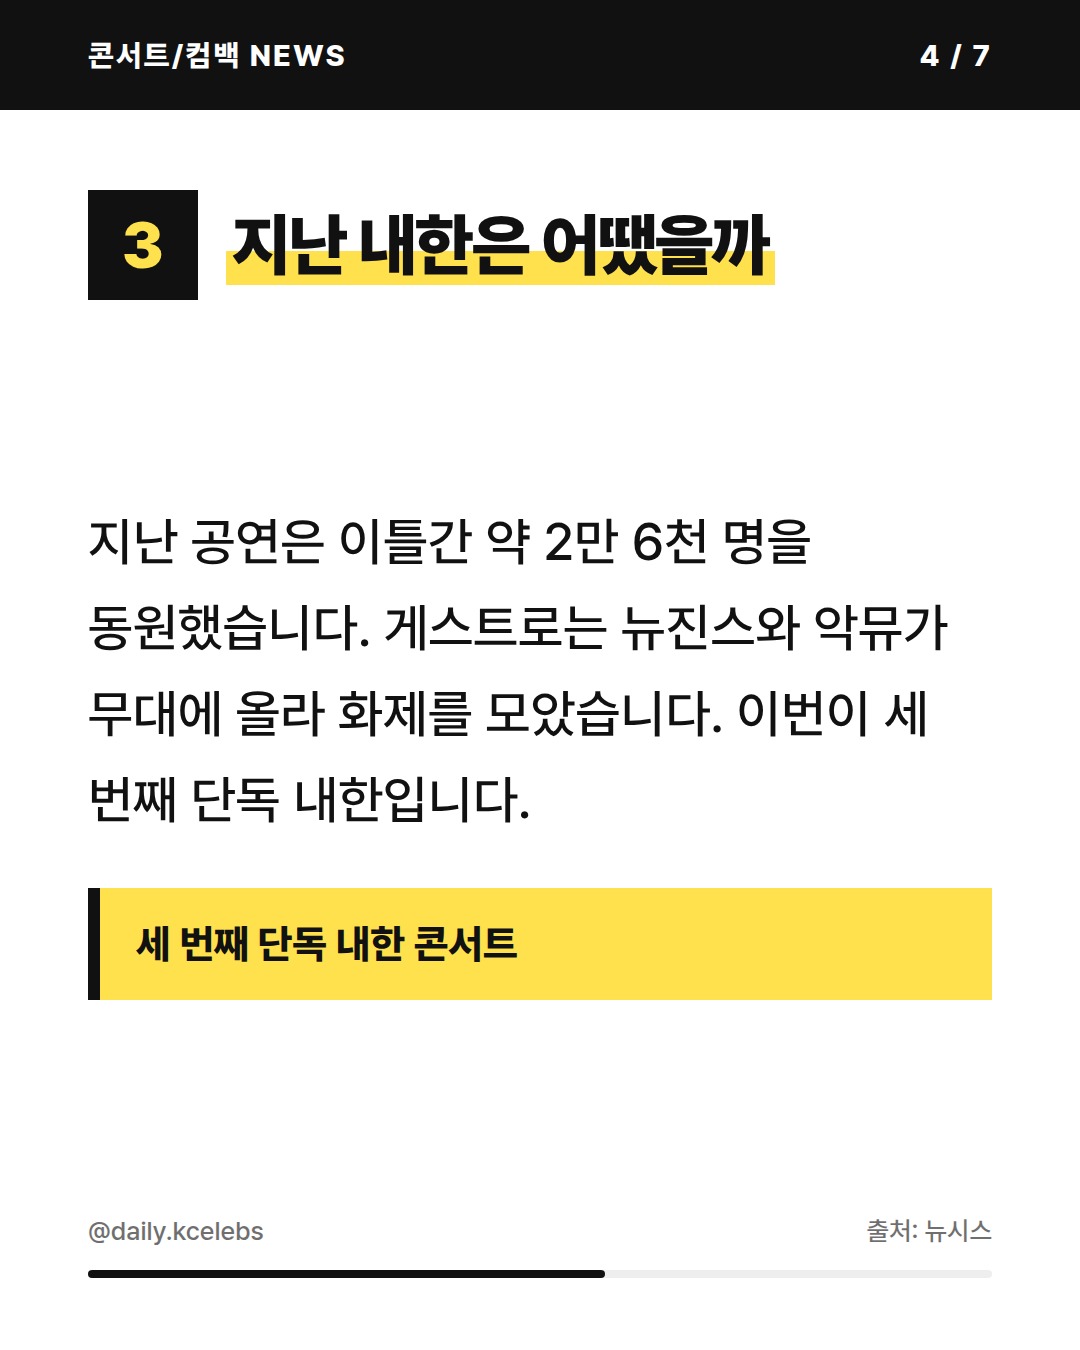 콘서트/컴백 NEWS
4 / 7
3
지난 내한은 어땠을까
지난 공연은 이틀간 약 2만 6천 명을
동원했습니다. 게스트로는 뉴진스와 악뮤가
무대에 올라 화제를 모았습니다. 이번이 세
번째 단독 내한입니다.
세 번째 단독 내한 콘서트
@daily.kcelebs
출처: 뉴시스